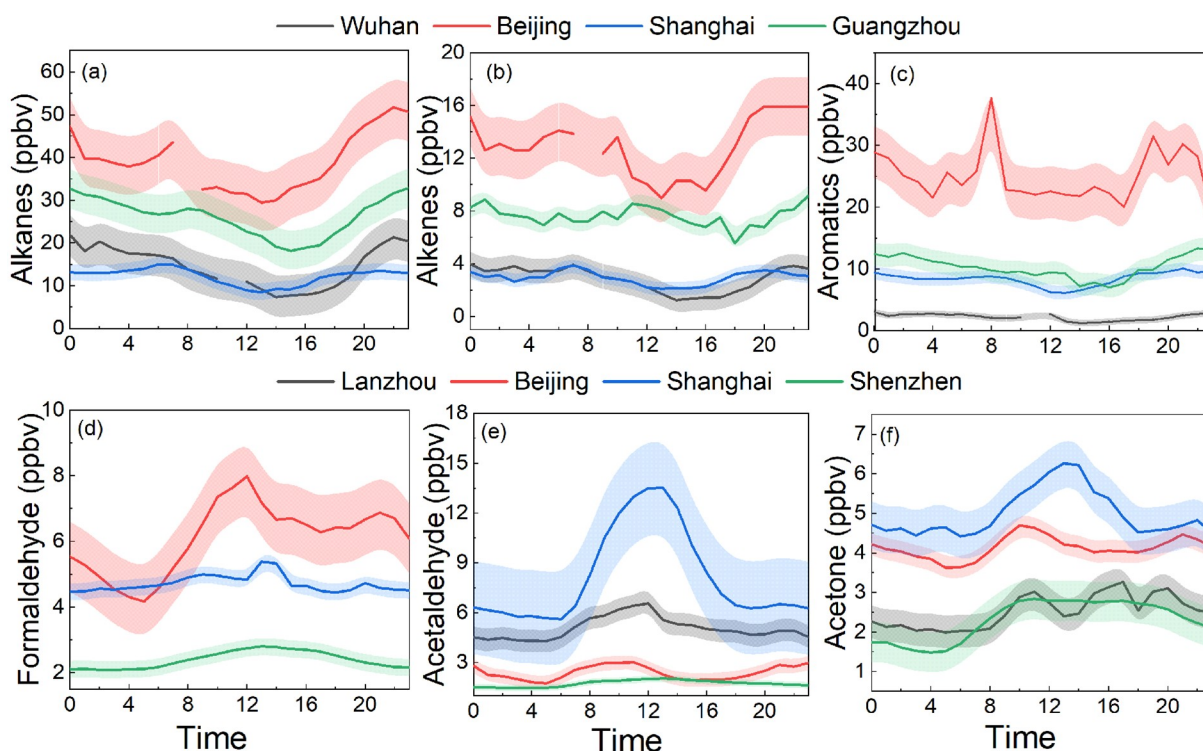 Wuhan Beijing Shanghai Guangzhou
(a)
Alkanes (ppbv)
60
50
40
30
20
10
0
0 4 8 12 16 20
(b)
Alkenes (ppbv)
20
16
12
8
4
0
0 4 8 12 16 20
(c)
Aromatics (ppbv)
40
30
20
10
0
0 4 8 12 16 20
Lanzhou Beijing Shanghai Shenzhen
(d)
Formaldehyde (ppbv)
10
8
6
4
2
0 4 8 12 16 20
Time
(e)
Acetaldehyde (ppbv)
18
15
12
9
6
3
0 4 8 12 16 20
Time
(f)
Acetone (ppbv)
7
6
5
4
3
2
1
0 4 8 12 16 20
Time